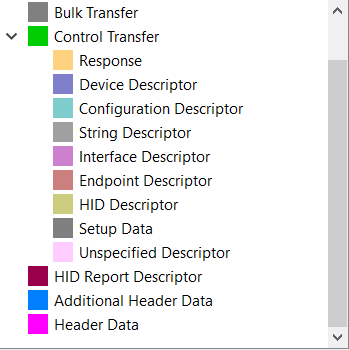 Bulk Transfer
Control Transfer
Response
Device Descriptor
Configuration Descriptor
String Descriptor
Interface Descriptor
Endpoint Descriptor
HID Descriptor
Setup Data
Unspecified Descriptor
HID Report Descriptor
Additional Header Data
Header Data